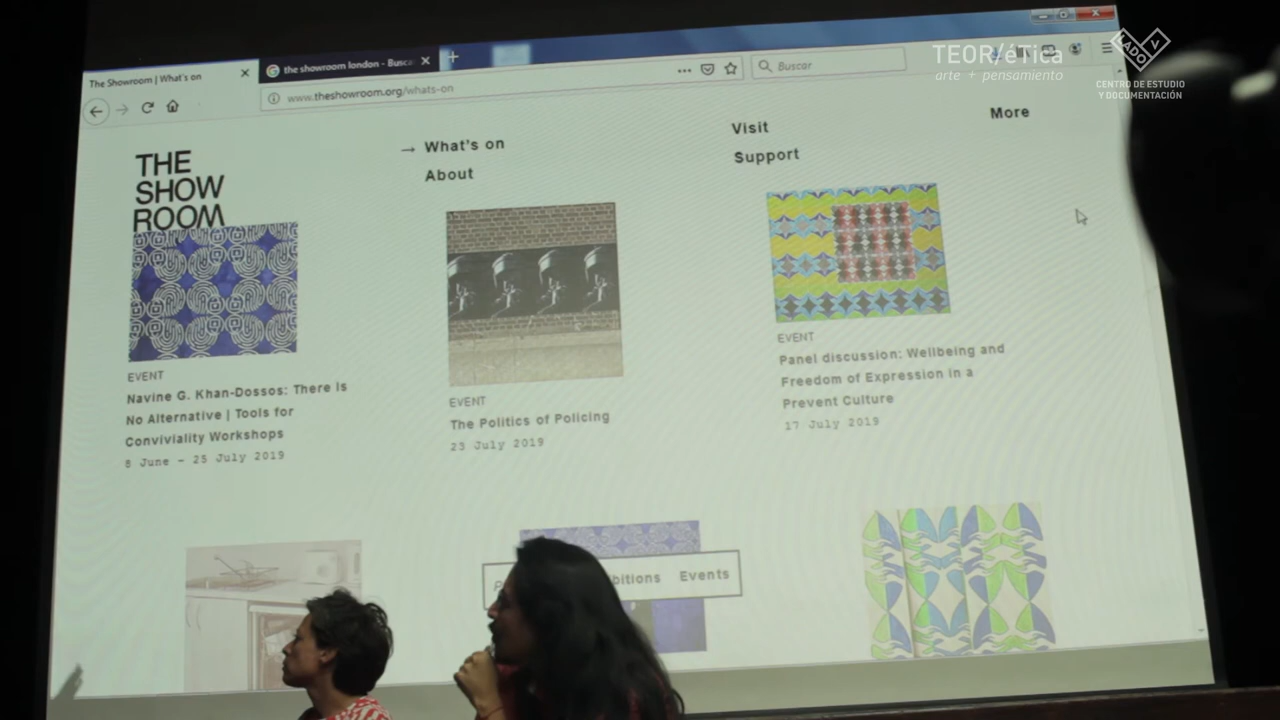 The Showroom | What's on
the showroom london - Busca
www.theshowroom.org/whats-on
Buscar
TEOR/éTica
arte + pensamiento
LADO V
CENTRO DE ESTUDIO
Y DOCUMENTACIÓN
THE
SHOW
ROOM
→ What's on
About
Visit
Support
More
EVENT
Navine G. Khan-Dossos: There Is
No Alternative | Tools for
Conviviality Workshops
8 June – 25 July 2019
EVENT
The Politics of Policing
23 July 2019
EVENT
Panel discussion: Wellbeing and
Freedom of Expression in a
Prevent Culture
17 July 2019
bitions Events